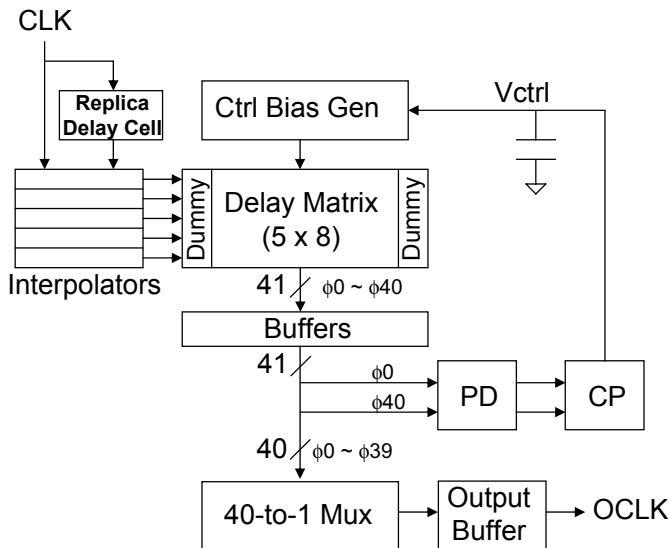 CLK
Replica
Delay Cell
Ctrl Bias Gen
Vctrl
Dummy
Delay Matrix
(5 x 8)
Dummy
Interpolators
41
ϕ0 ~ ϕ40
Buffers
41
ϕ0
ϕ40
PD
CP
40
ϕ0 ~ ϕ39
40-to-1 Mux
Output
Buffer
OCLK